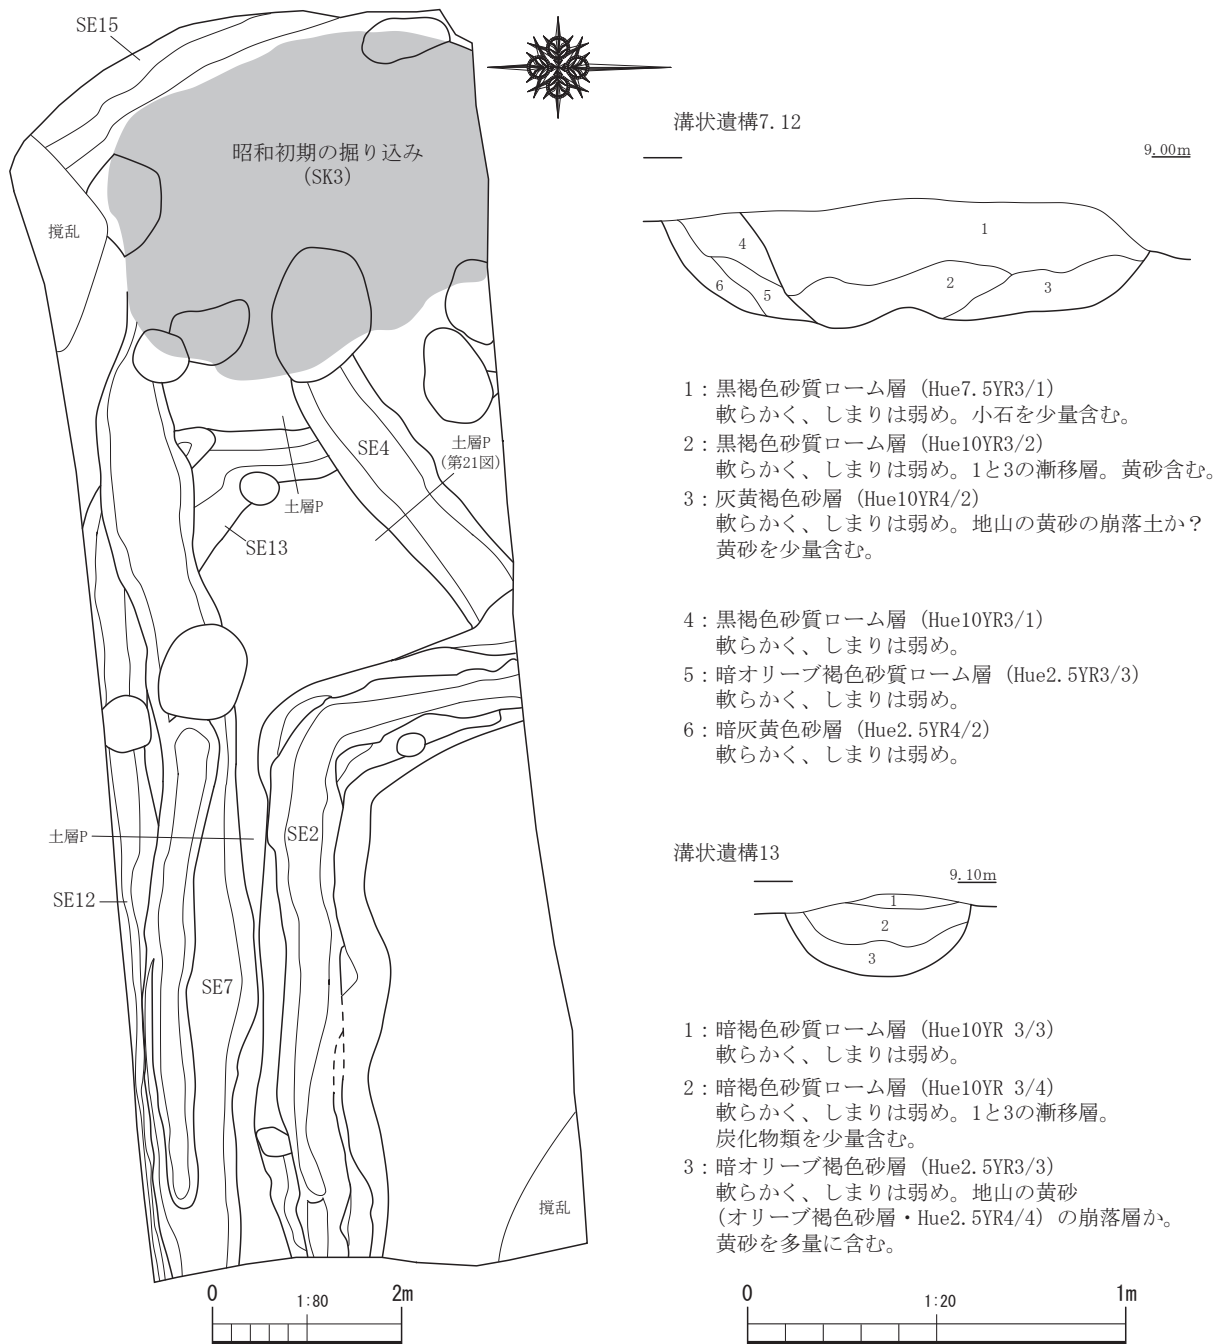 SE15
昭和初期の掘り込み
(SK3)
撹乱
SE4
土層P
(第21図)
土層P
SE13
土層P
SE2
SE12
SE7
撹乱
0 1:80 2m
溝状遺構7.12
9.00m
1
4
2
3
6
5
1：黒褐色砂質ローム層（Hue7.5YR3/1）
軟らかく、しまりは弱め。小石を少量含む。
2：黒褐色砂質ローム層（Hue10YR3/2）
軟らかく、しまりは弱め。1と3の漸移層。黄砂含む。
3：灰黄褐色砂層（Hue10YR4/2）
軟らかく、しまりは弱め。地山の黄砂の崩落土か？
黄砂を少量含む。
4：黒褐色砂質ローム層（Hue10YR3/1）
軟らかく、しまりは弱め。
5：暗オリーブ褐色砂質ローム層（Hue2.5YR3/3）
軟らかく、しまりは弱め。
6：暗灰黄色砂層（Hue2.5YR4/2）
軟らかく、しまりは弱め。
溝状遺構13
9.10m
1
2
3
1：暗褐色砂質ローム層（Hue10YR 3/3）
軟らかく、しまりは弱め。
2：暗褐色砂質ローム層（Hue10YR 3/4）
軟らかく、しまりは弱め。1と3の漸移層。
炭化物類を少量含む。
3：暗オリーブ褐色砂層（Hue2.5YR3/3）
軟らかく、しまりは弱め。地山の黄砂
（オリーブ褐色砂層・Hue2.5YR4/4）の崩落層か。
黄砂を多量に含む。
0 1:20 1m